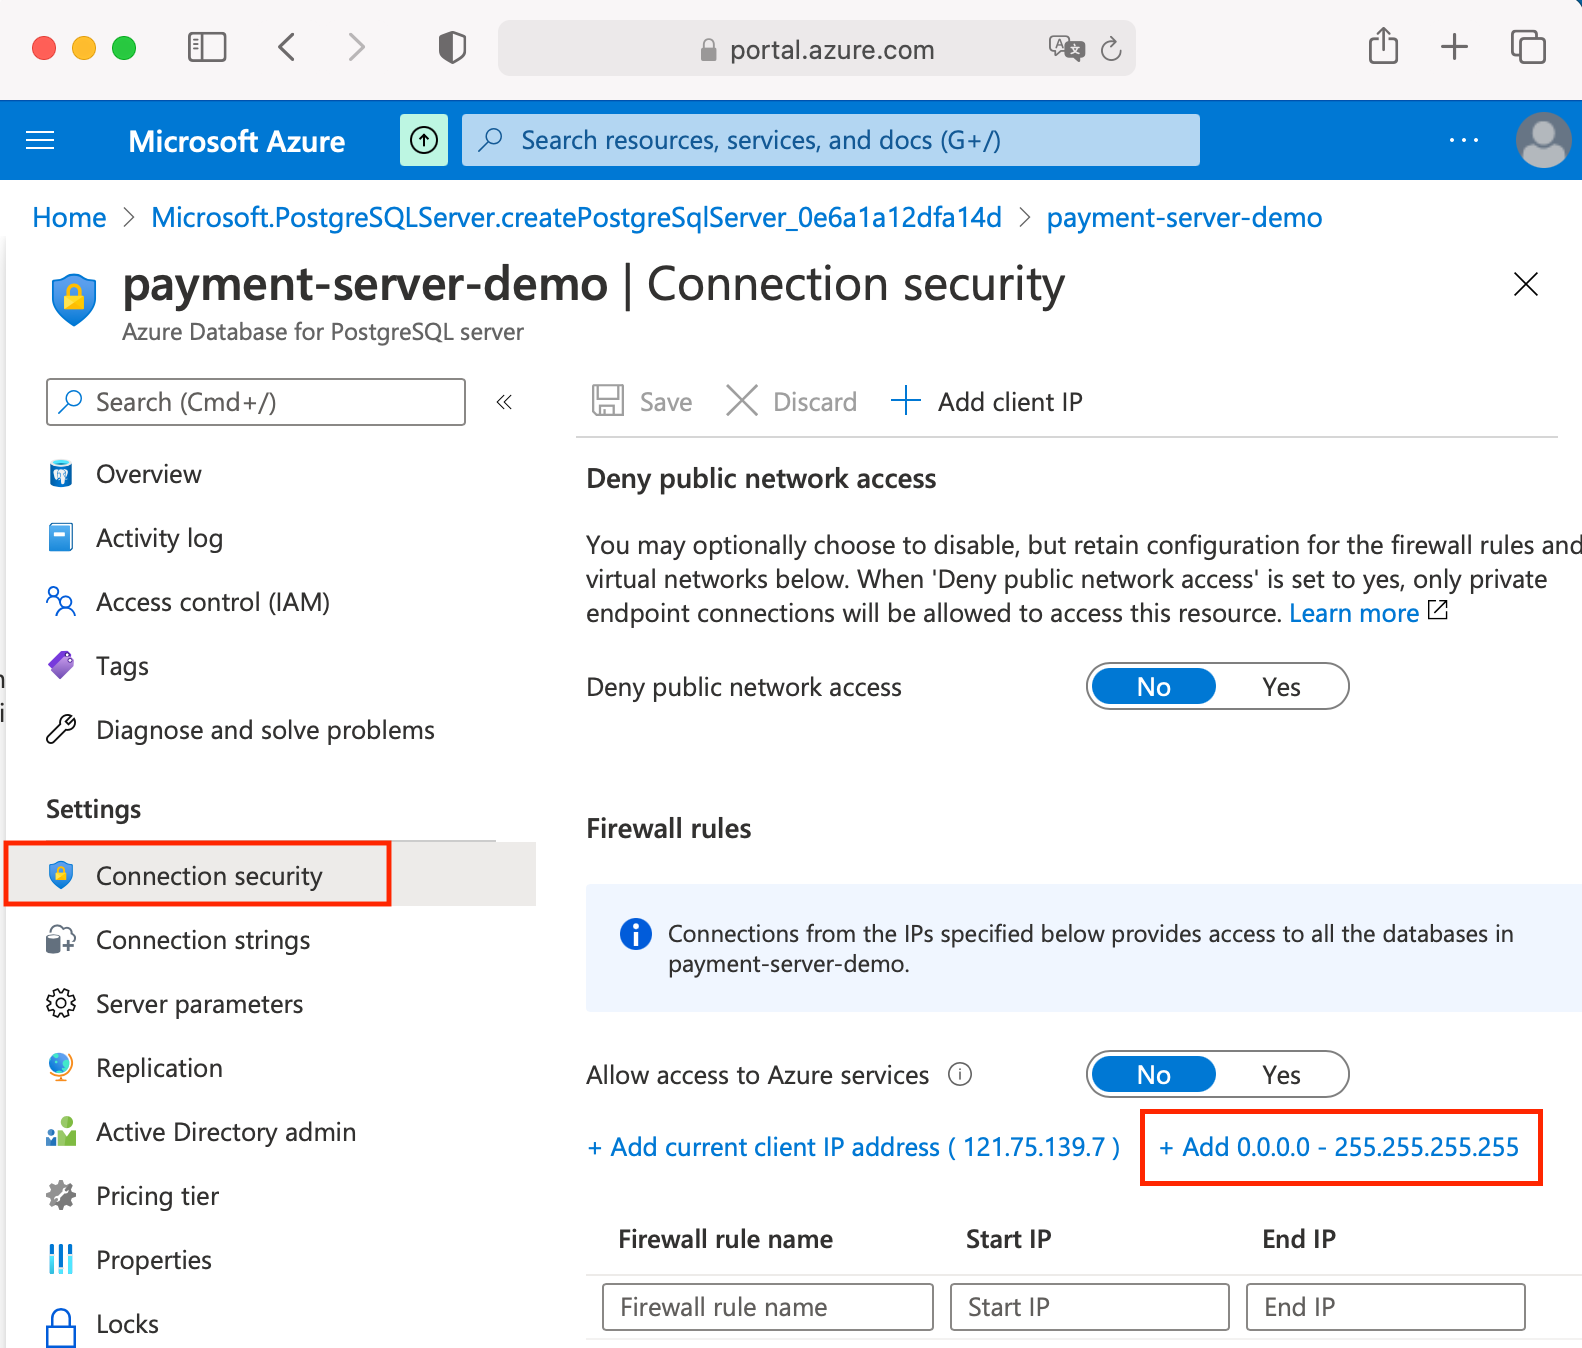 portal.azure.com
Microsoft Azure
Search resources, services, and docs (G+/)
Home > Microsoft.PostgreSQLServer.createPostgreSqlServer_0e6a1a12dfa14d > payment-server-demo
payment-server-demo | Connection security
Azure Database for PostgreSQL server
Search (Cmd+/)
Overview
Activity log
Access control (IAM)
Tags
Diagnose and solve problems
Settings
Connection security
Connection strings
Server parameters
Replication
Active Directory admin
Pricing tier
Properties
Locks
Save
Discard
Add client IP
Deny public network access
You may optionally choose to disable, but retain configuration for the firewall rules and
virtual networks below. When 'Deny public network access' is set to yes, only private
endpoint connections will be allowed to access this resource. Learn more
Deny public network access No Yes
Firewall rules
Connections from the IPs specified below provides access to all the databases in
payment-server-demo.
Allow access to Azure services No Yes
+ Add current client IP address ( 121.75.139.7 ) + Add 0.0.0.0 - 255.255.255.255
Firewall rule name Start IP End IP
Firewall rule name Start IP End IP